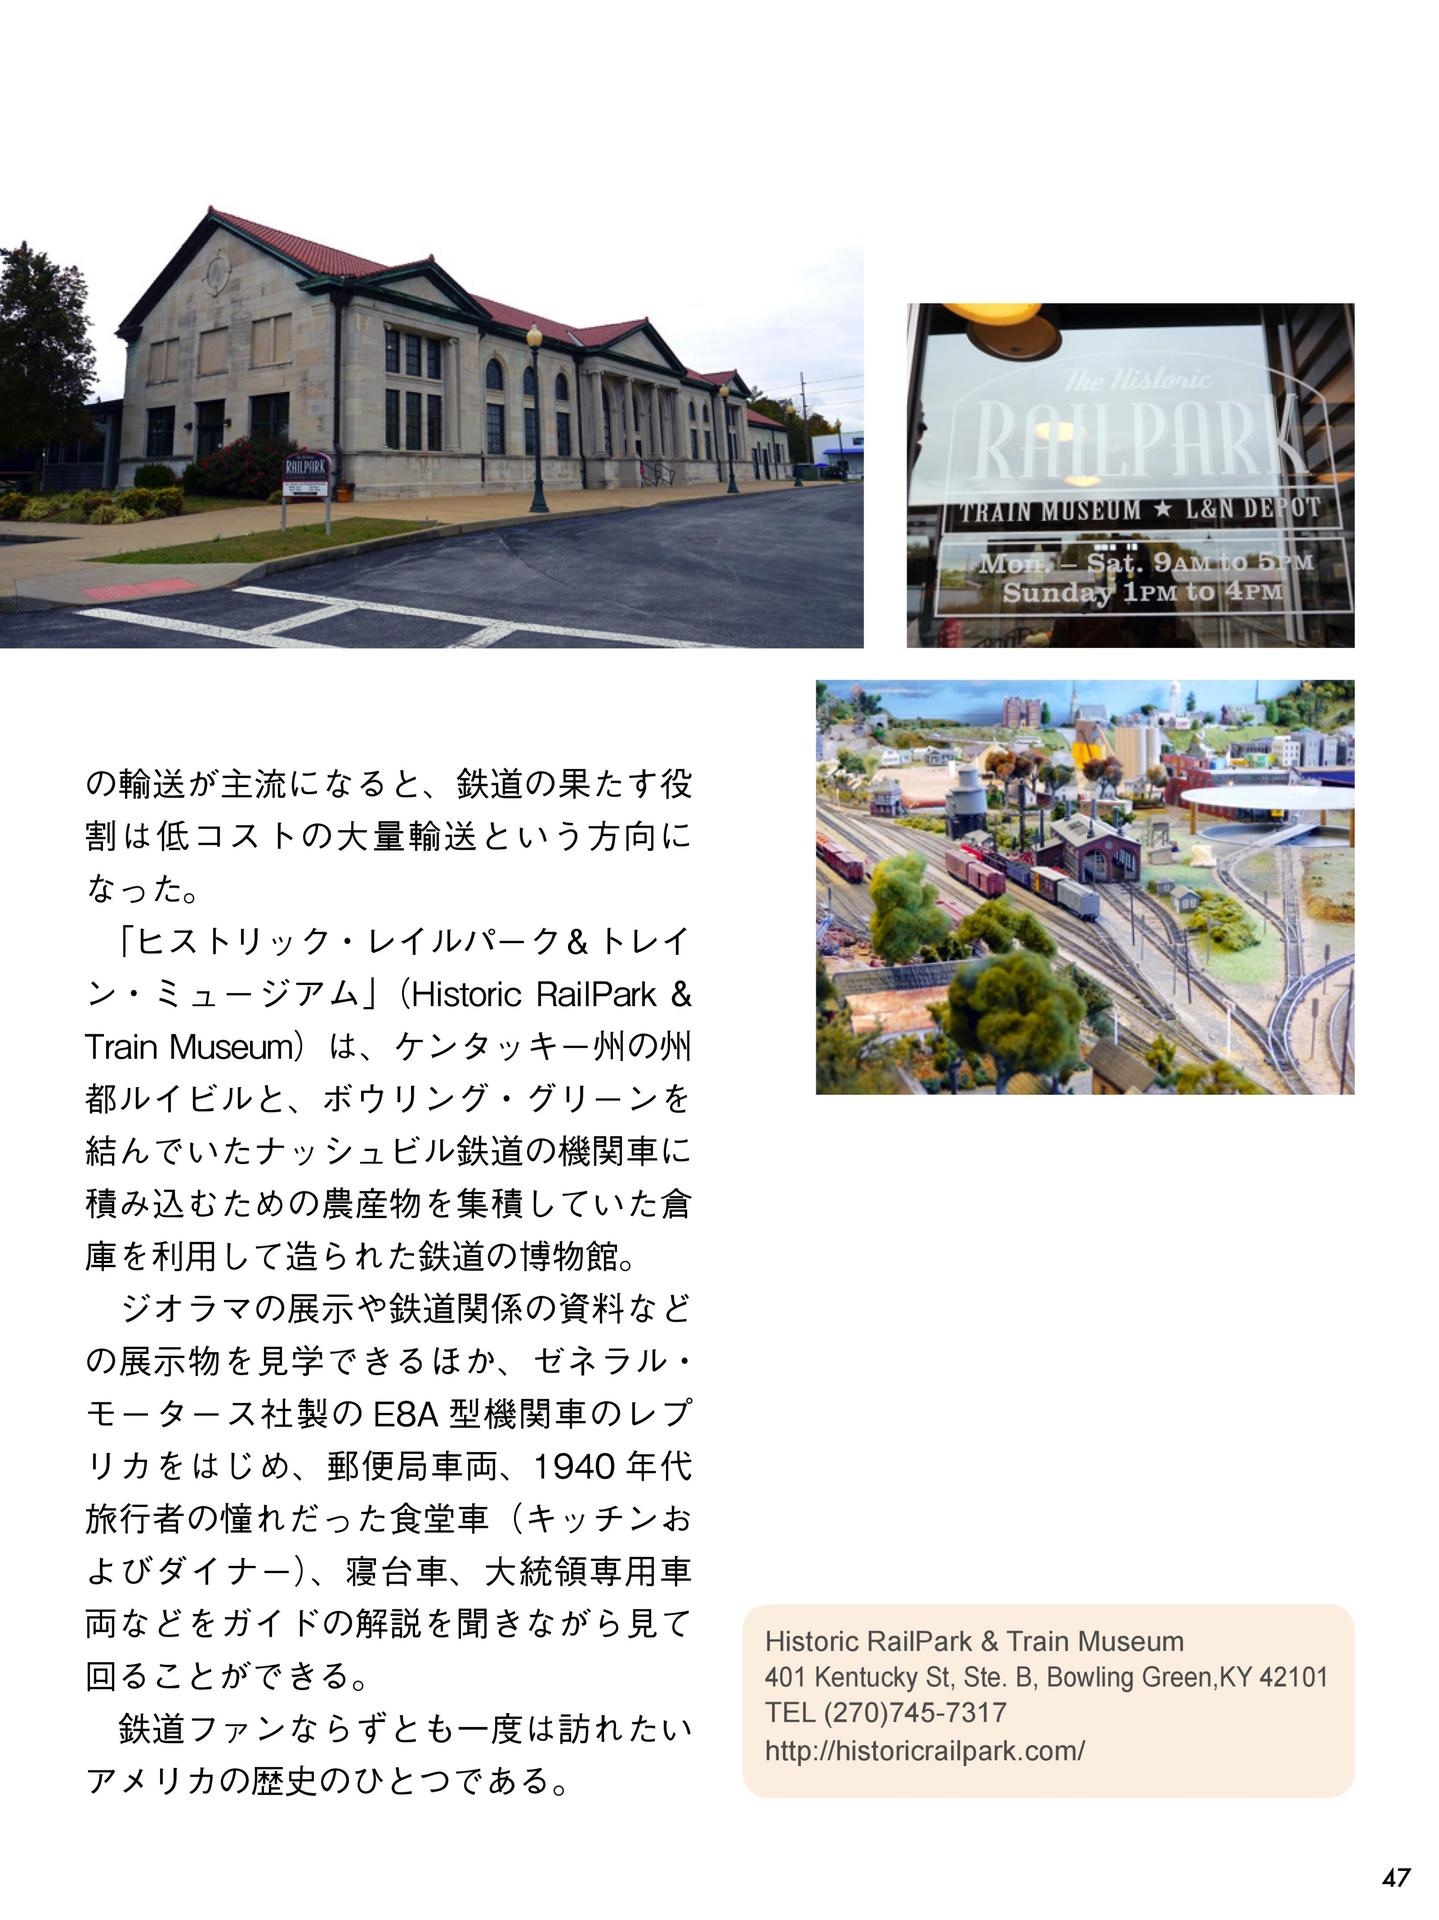 RAILPARK
The Historic
RAILPARK
TRAIN MUSEUM ★ L&N DEPOT
Mon. – Sat. 9AM to 5PM
Sunday 1PM to 4PM
の輸送が主流になると、鉄道の果たす役
割は低コストの大量輸送という方向に
なった。
「ヒストリック・レイルパーク＆トレイ
ン・ミュージアム」（Historic RailPark &
Train Museum）は、ケンタッキー州の州
都ルイビルと、ボウリング・グリーンを
結んでいたナッシュビル鉄道の機関車に
積み込むための農産物を集積していた倉
庫を利用して造られた鉄道の博物館。
ジオラマの展示や鉄道関係の資料など
の展示物を見学できるほか、ゼネラル・
モータース社製の E8A 型機関車のレプ
リカをはじめ、郵便局車両、1940 年代
旅行者の憧れだった食堂車（キッチンお
よびダイナー）、寝台車、大統領専用車
両などをガイドの解説を聞きながら見て
回ることができる。
鉄道ファンならずとも一度は訪れたい
アメリカの歴史のひとつである。
Historic RailPark & Train Museum
401 Kentucky St, Ste. B, Bowling Green,KY 42101
TEL (270)745-7317
http://historicrailpark.com/
47